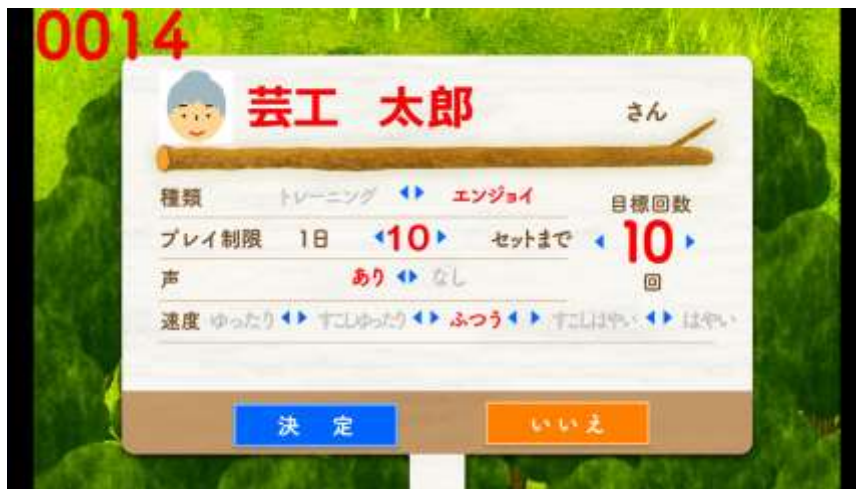 0014
芸工 太郎 さん
種類 トレーニング エンジョイ
目標回数
プレイ制限 1日 10 セットまで
10
声 あり なし
回
速度 ゆったり すこしゆったり ふつう すこしはやい はやい
決 定 いいえ